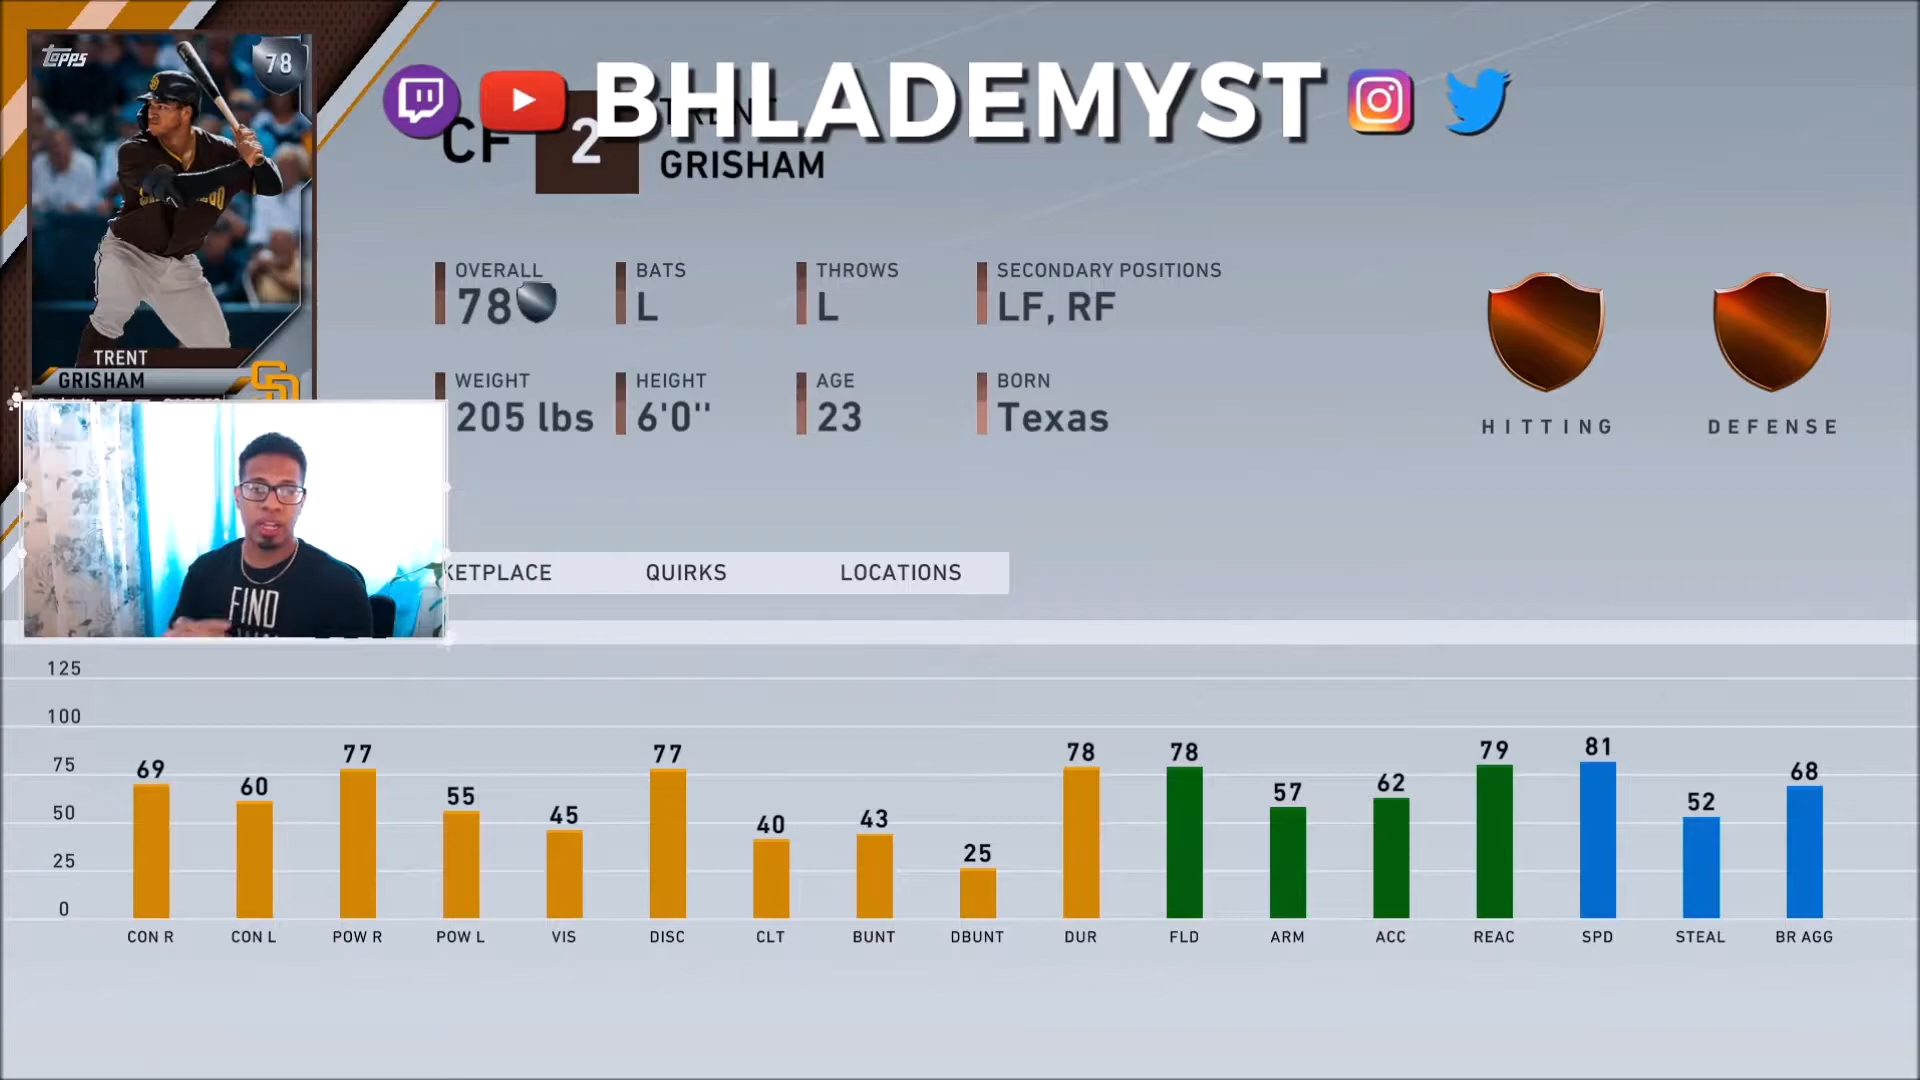 Topps
78
BHLADEMYST
CF
2
GRISHAM
TRENT
GRISHAM
OVERALL
78
BATS
L
THROWS
L
SECONDARY POSITIONS
LF, RF
WEIGHT
205 lbs
HEIGHT
6'0"
AGE
23
BORN
Texas
HITTING
DEFENSE
FIND
KETPLACE
QUIRKS
LOCATIONS
125
100
75
50
25
0
69
60
77
55
45
77
40
43
25
78
78
57
62
79
81
52
68
CON R
CON L
POW R
POW L
VIS
DISC
CLT
BUNT
DBUNT
DUR
FLD
ARM
ACC
REAC
SPD
STEAL
BR AGG